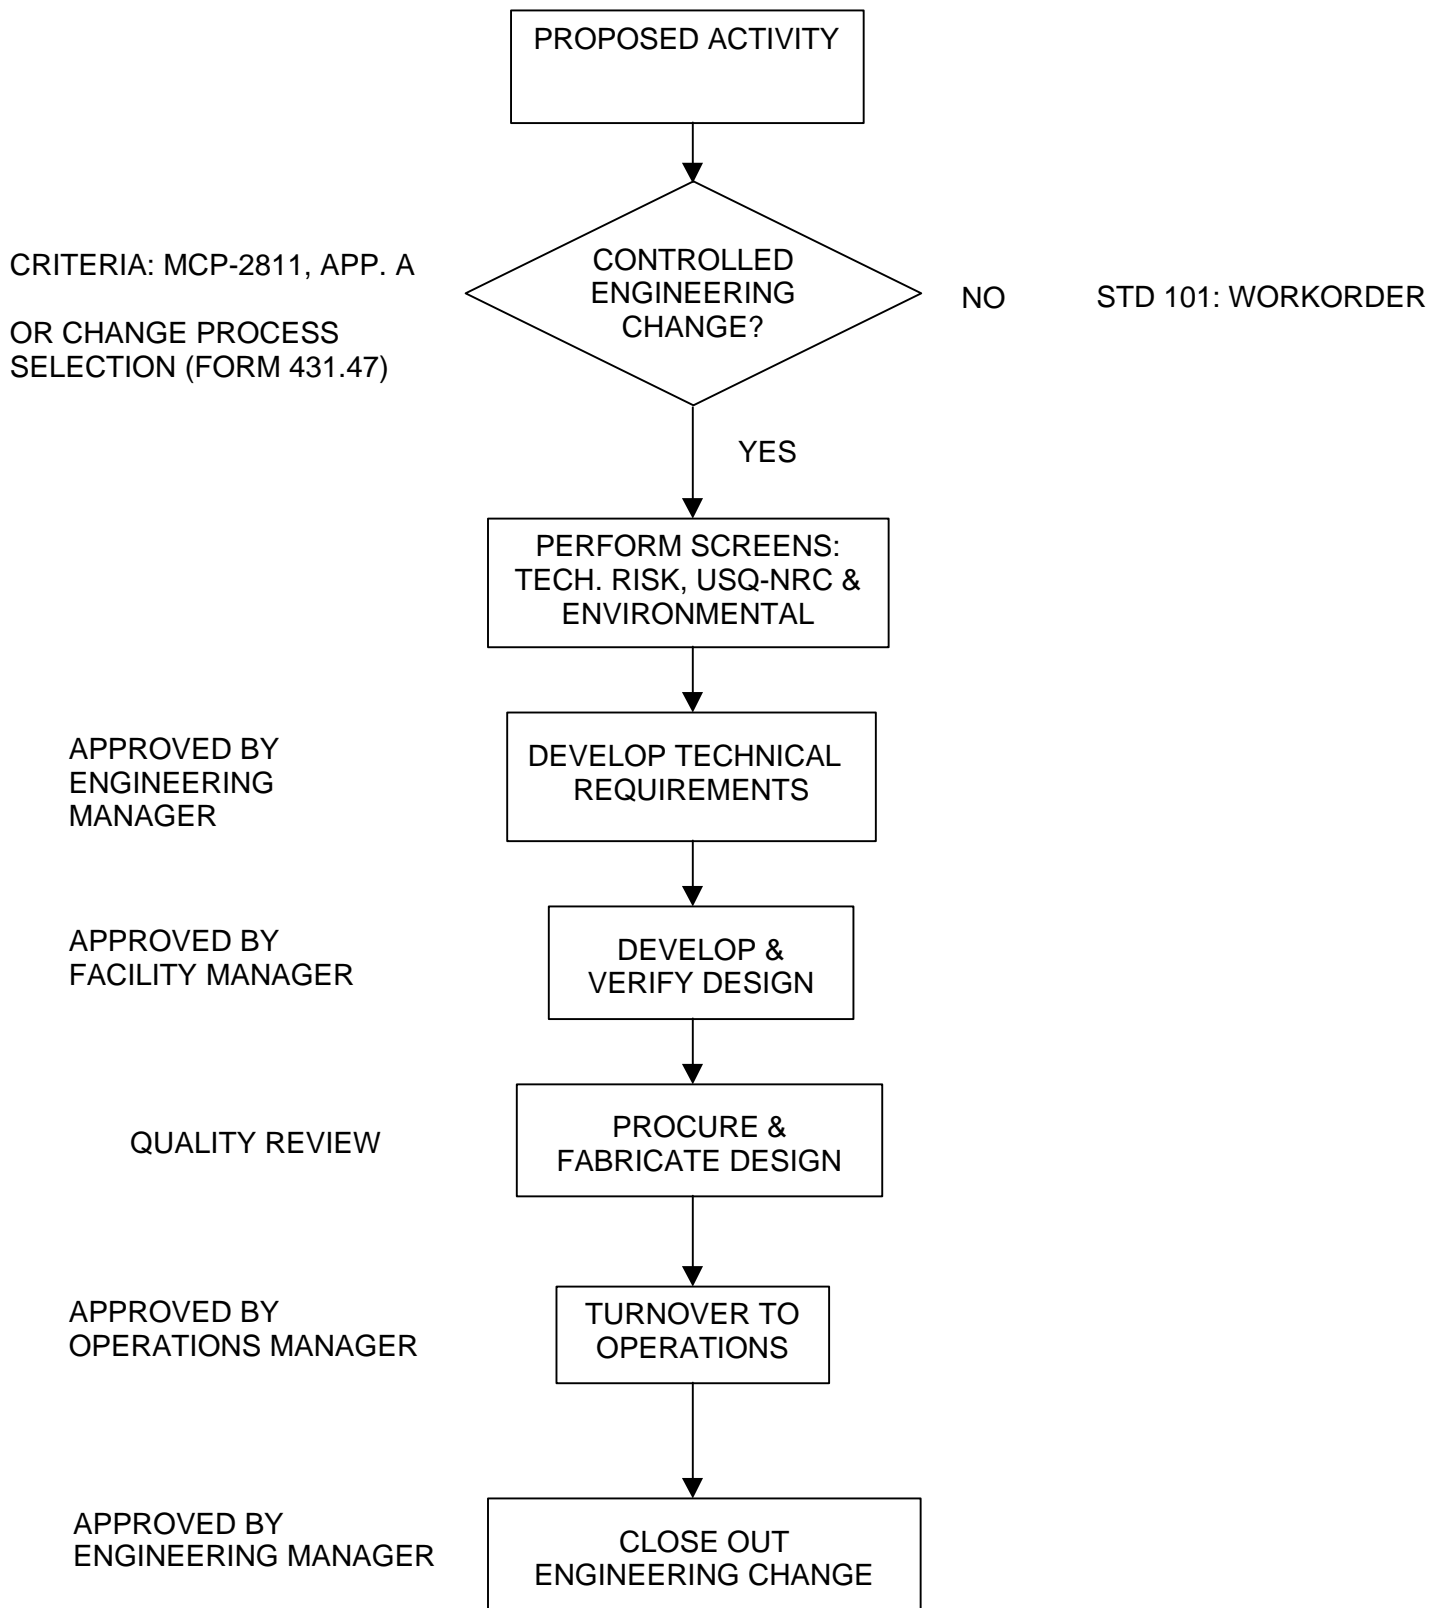 PROPOSED ACTIVITY
CRITERIA: MCP-2811, APP. A
OR CHANGE PROCESS
SELECTION (FORM 431.47)
CONTROLLED
ENGINEERING
CHANGE?
NO
STD 101: WORKORDER
YES
PERFORM SCREENS:
TECH. RISK, USQ-NRC &
ENVIRONMENTAL
APPROVED BY
ENGINEERING
MANAGER
DEVELOP TECHNICAL
REQUIREMENTS
APPROVED BY
FACILITY MANAGER
DEVELOP &
VERIFY DESIGN
QUALITY REVIEW
PROCURE &
FABRICATE DESIGN
APPROVED BY
OPERATIONS MANAGER
TURNOVER TO
OPERATIONS
APPROVED BY
ENGINEERING MANAGER
CLOSE OUT
ENGINEERING CHANGE